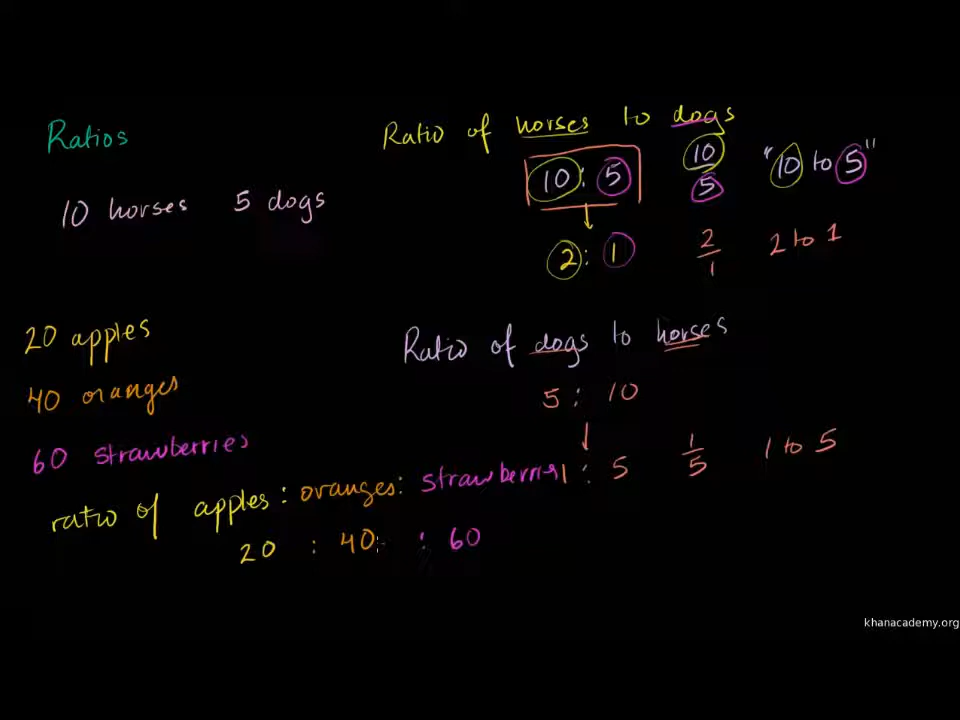 Ratios
10 horses 5 dogs
Ratio of horses to dogs
10 : 5 10/5 "10 to 5"
2 : 1 2/1 2 to 1
Ratio of dogs to horses
5 : 10
1 : 5 1/5 1 to 5
20 apples
40 oranges
60 strawberries
ratio of apples : oranges : strawberries
20 : 40 : 60
khanacademy.org